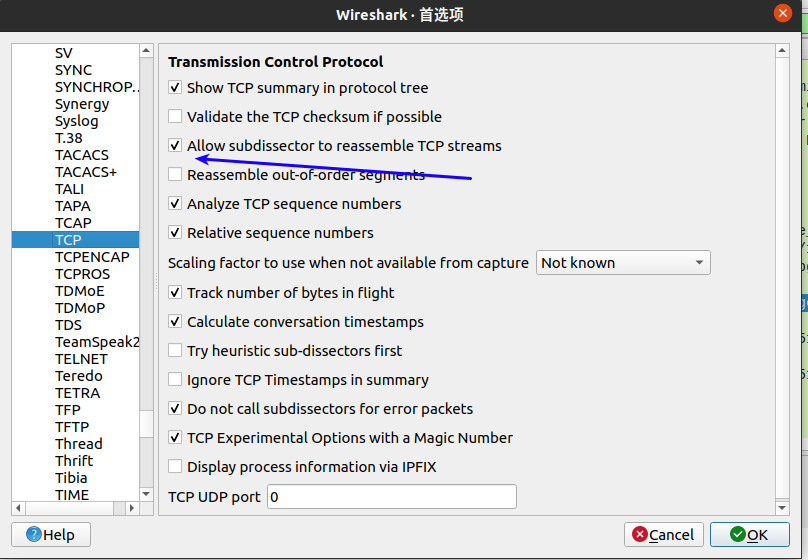 Wireshark · 首选项
SV
SYNC
SYNCHROP..
Synergy
Syslog
T.38
TACACS
TACACS+
TALI
TAPA
TCAP
TCP
TCPENCAP
TCPROS
TDMoE
TDMoP
TDS
TeamSpeak2
TELNET
Teredo
TETRA
TFP
TFTP
Thread
Thrift
Tibia
TIME
Transmission Control Protocol
Show TCP summary in protocol tree
Validate the TCP checksum if possible
Allow subdissector to reassemble TCP streams
Reassemble out-of-order segments
Analyze TCP sequence numbers
Relative sequence numbers
Scaling factor to use when not available from capture Not known
Track number of bytes in flight
Calculate conversation timestamps
Try heuristic sub-dissectors first
Ignore TCP Timestamps in summary
Do not call subdissectors for error packets
TCP Experimental Options with a Magic Number
Display process information via IPFIX
TCP UDP port 0
Help Cancel OK